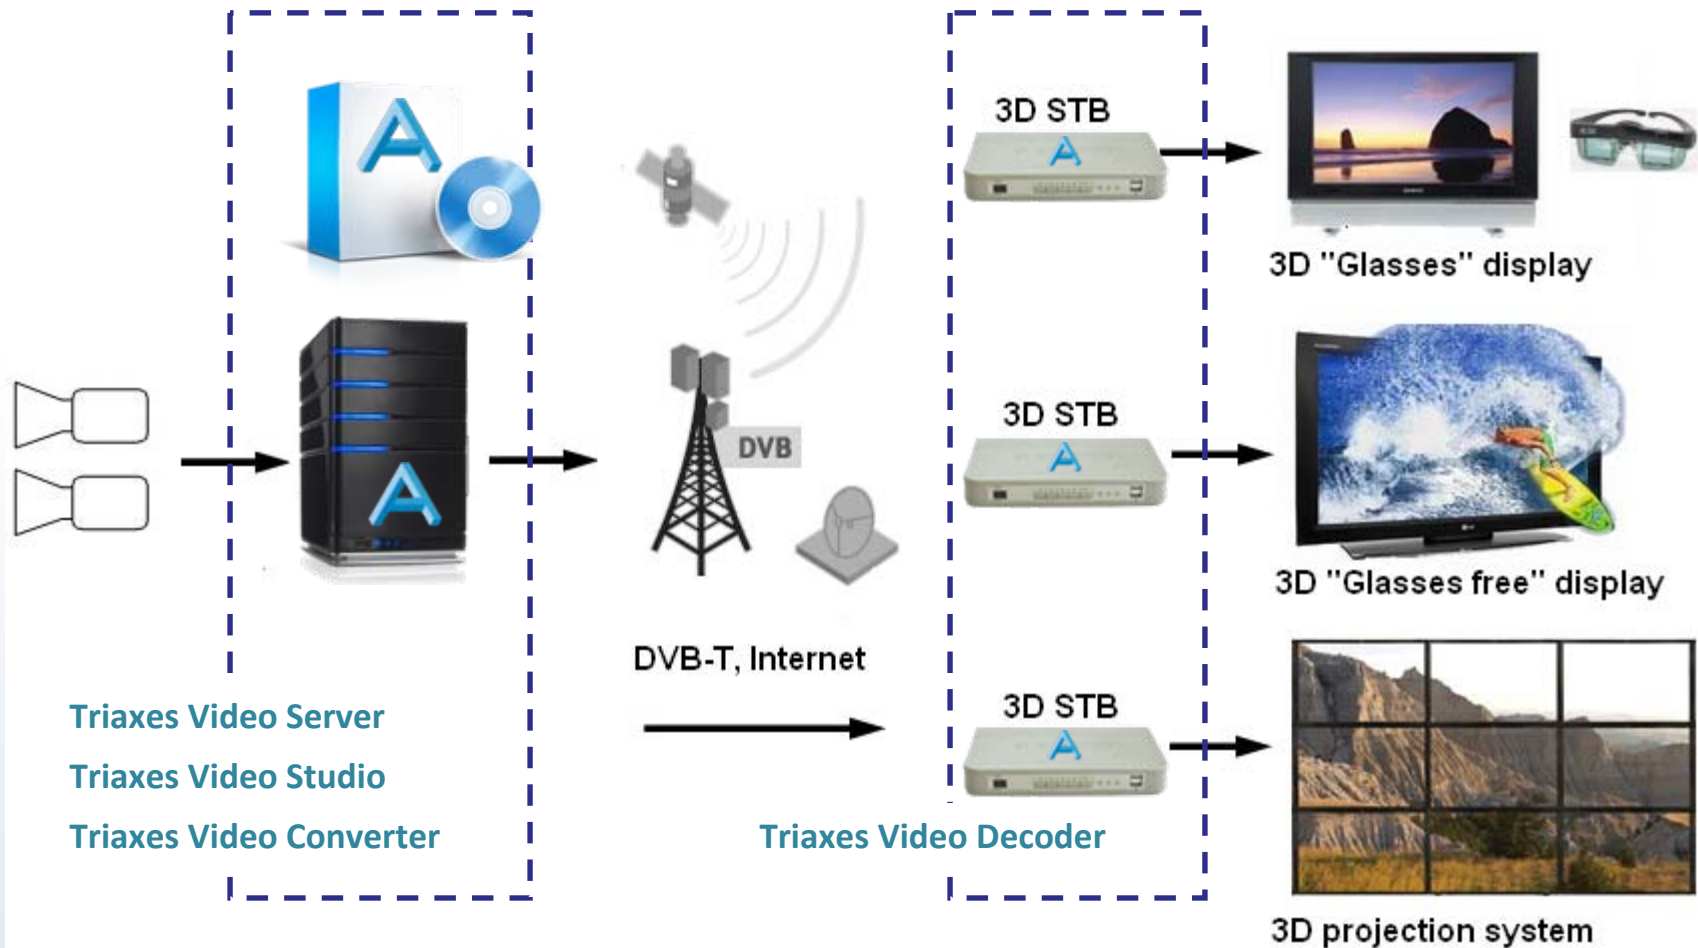 3D STB
3D "Glasses" display
DVB
3D STB
3D "Glasses free" display
DVB-T, Internet
3D STB
Triaxes Video Server
Triaxes Video Studio
Triaxes Video Converter
Triaxes Video Decoder
3D projection system